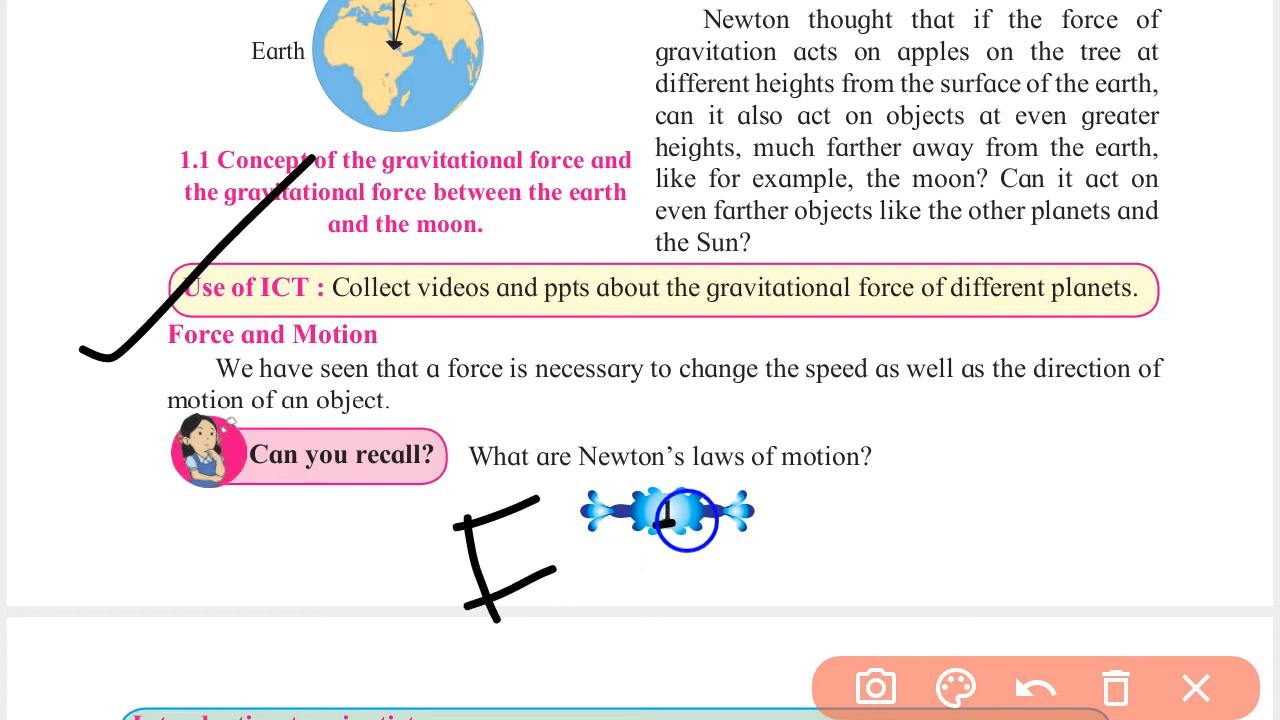 Earth
1.1 Concept of the gravitational force and
the gravitational force between the earth
and the moon.
Newton thought that if the force of
gravitation acts on apples on the tree at
different heights from the surface of the earth,
can it also act on objects at even greater
heights, much farther away from the earth,
like for example, the moon? Can it act on
even farther objects like the other planets and
the Sun?
Use of ICT : Collect videos and ppts about the gravitational force of different planets.
Force and Motion
We have seen that a force is necessary to change the speed as well as the direction of
motion of an object.
Can you recall? What are Newton's laws of motion?
F